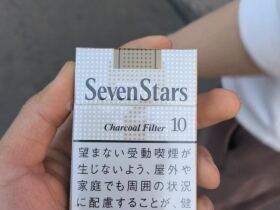 SevenStars
Charcoal Filter 10
望まない受動喫煙が
生じないよう、屋外や
家庭でも周囲の状況
に配慮することが、健